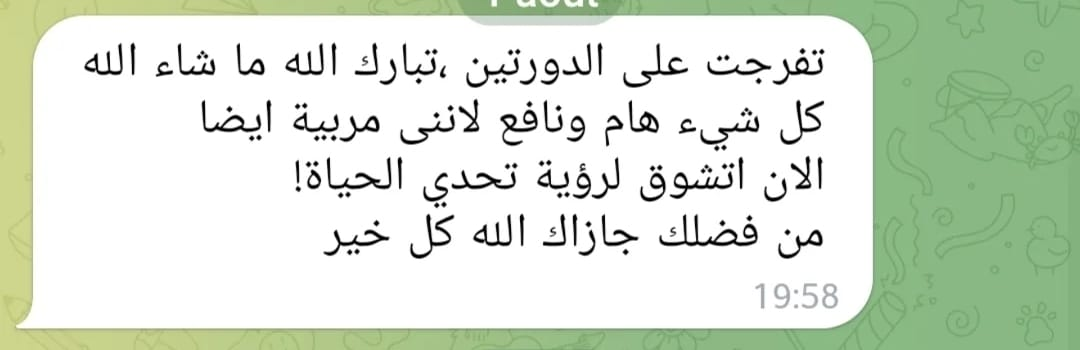 تفرجت على الدورتين ،تبارك الله ما شاء الله
كل شيء هام ونافع لاننى مربية ايضا
الان اتشوق لرؤية تحدي الحياة!
من فضلك جازاك الله كل خير
19:58